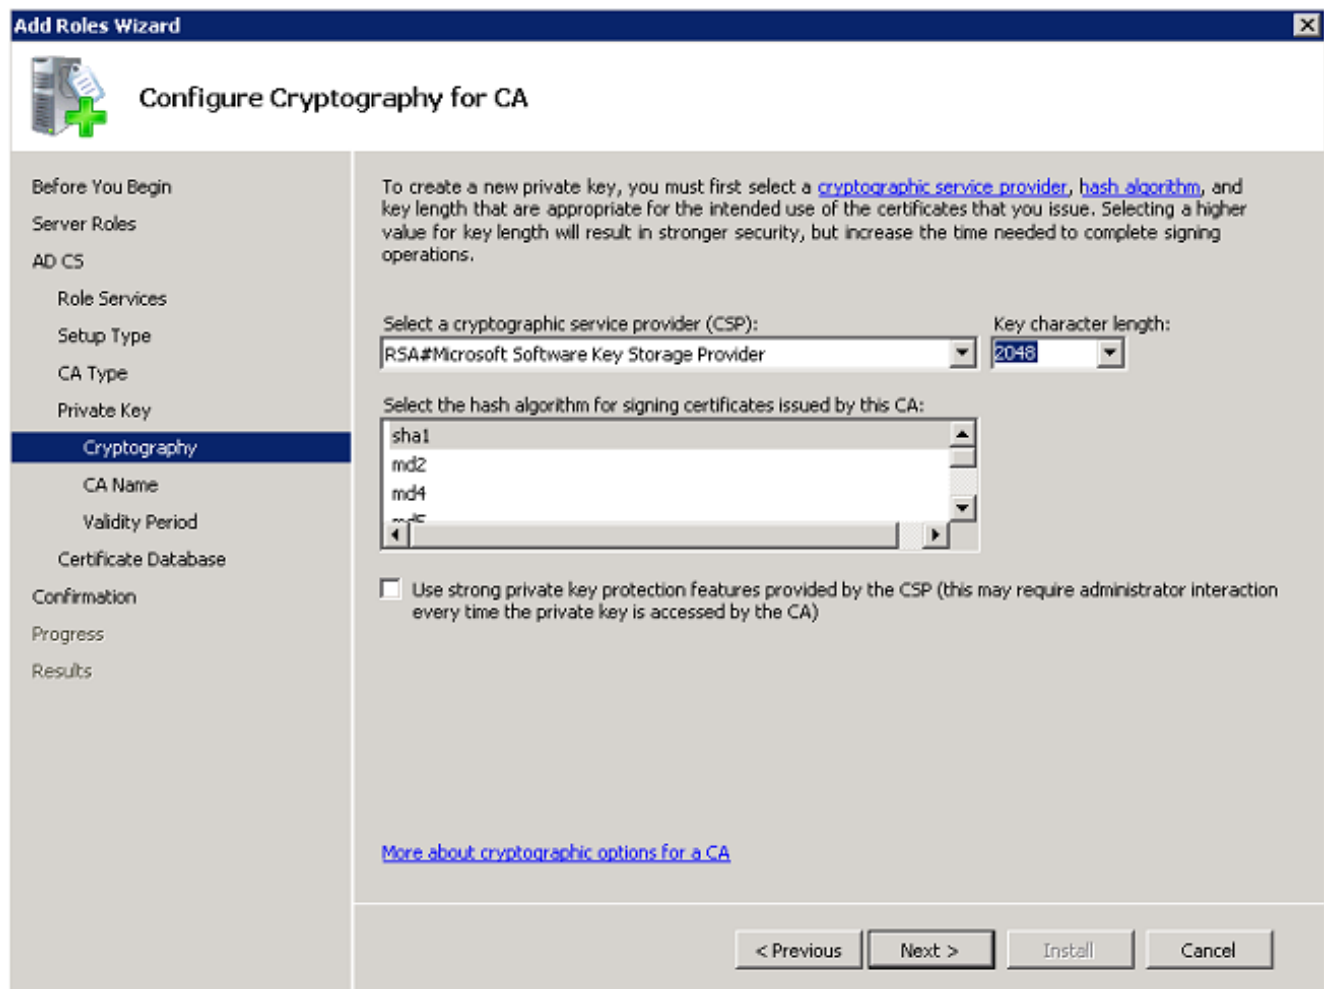 Add Roles Wizard
Configure Cryptography for CA
Before You Begin
Server Roles
AD CS
Role Services
Setup Type
CA Type
Private Key
Cryptography
CA Name
Validity Period
Certificate Database
Confirmation
Progress
Results
To create a new private key, you must first select a cryptographic service provider, hash algorithm, and
key length that are appropriate for the intended use of the certificates that you issue. Selecting a higher
value for key length will result in stronger security, but increase the time needed to complete signing
operations.
Select a cryptographic service provider (CSP):
Key character length:
RSA#Microsoft Software Key Storage Provider
2048
Select the hash algorithm for signing certificates issued by this CA:
sha1
md2
md4
md5
Use strong private key protection features provided by the CSP (this may require administrator interaction
every time the private key is accessed by the CA)
More about cryptographic options for a CA
< Previous
Next >
Install
Cancel